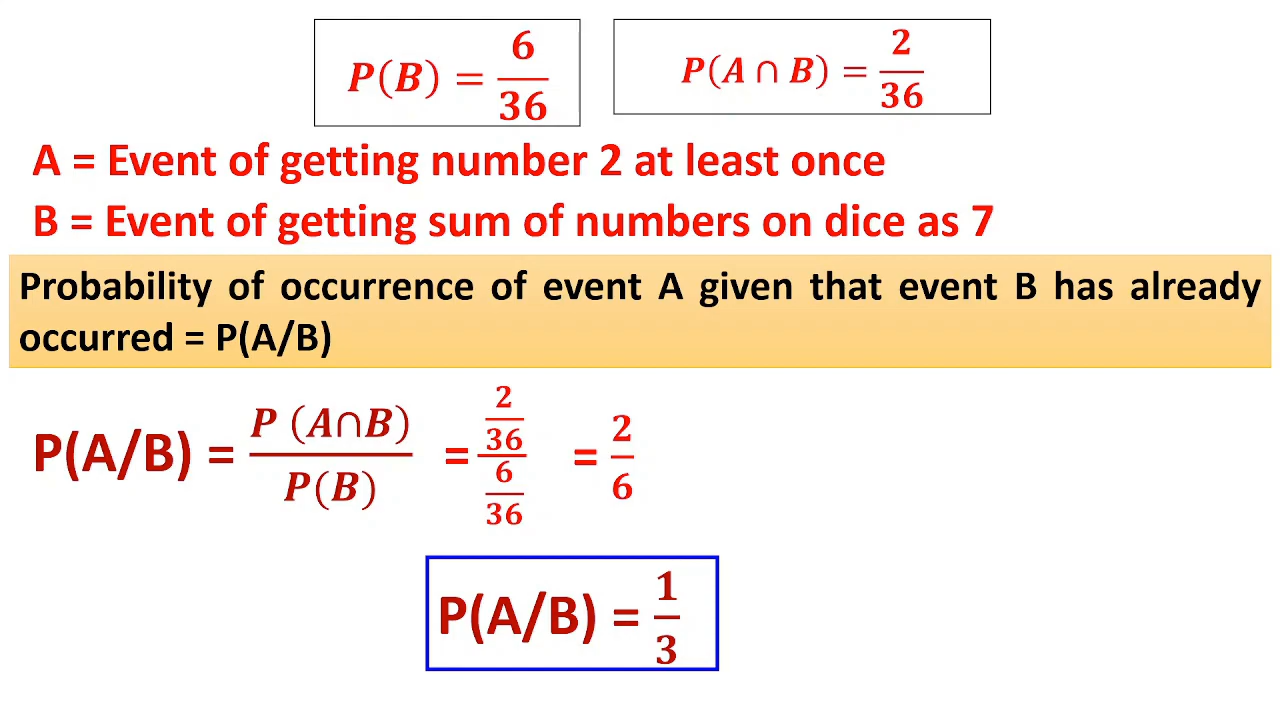 P(B) = 6/36
P(A ∩ B) = 2/36
A = Event of getting number 2 at least once
B = Event of getting sum of numbers on dice as 7
Probability of occurrence of event A given that event B has already
occurred = P(A/B)
P(A/B) = P (A∩B)/P(B) = (2/36)/(6/36) = 2/6
P(A/B) = 1/3